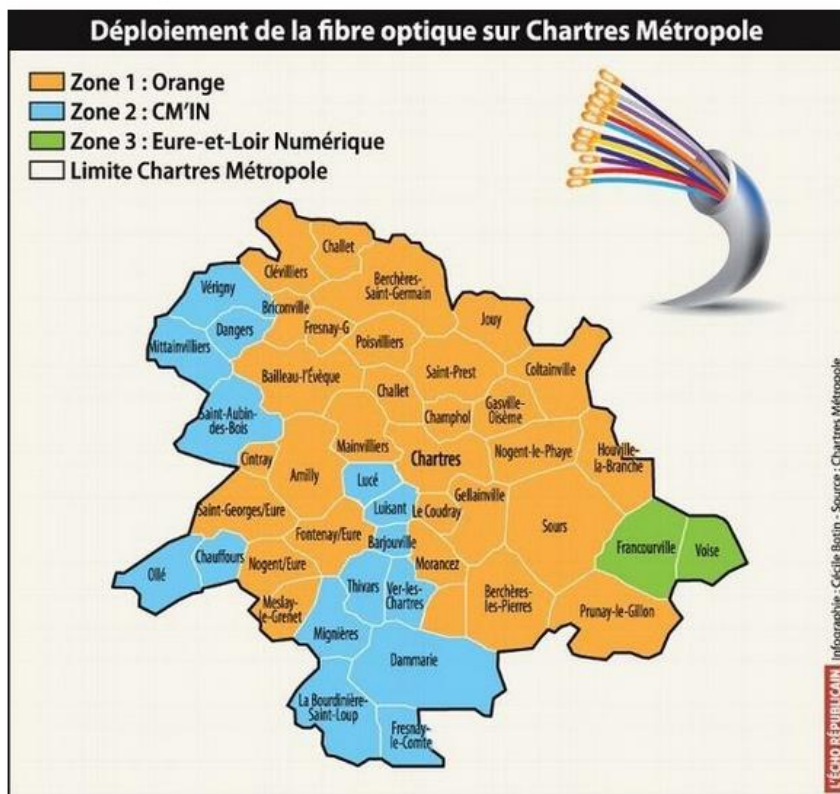 Déploiement de la fibre optique sur Chartres Métropole
Zone 1 : Orange
Zone 2 : CM'IN
Zone 3 : Eure-et-Loir Numérique
Limite Chartres Métropole
Challet
Clévilliers
Berchères-
Saint-Germain
Vérigny
Briconville
Jouy
Dangers
Fresnay-G
Mittainvilliers
Poisvilliers
Saint-Prest
Coltainville
Bailleau-l'Évèque
Challet
Gasville-
Oisème
Saint-Aubin-
des-Bois
Champhol
Mainvilliers
Nogent-le-Phaye
Houville-
la-Branche
Cintray
Chartres
Amilly
Lucé
Gellainville
Saint-Georges/Eure
Luisant
Le Coudray
Sours
Fontenay/Eure
Barjouville
Francourville
Voise
Chauffours
Ollé
Nogent/Eure
Morancez
Thivars
Ver-les-
Chartres
Berchères-
les-Pierres
Meslay-
le-Grenet
Prunay-le-Gillon
Mignières
Dammarie
La Bourdinière-
Saint-Loup
Fresnay-
le-Comte
L'ÉCHO RÉPUBLICAIN
Source : Chartres Métropole